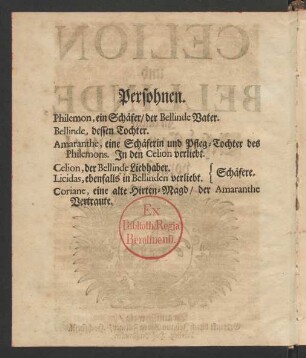 Persohnen.
Philemon, ein Schäfer/ der Bellinde Vater.
Bellinde, dessen Tochter.
Amaranthe, eine Schäferin und Pfleg-Tochter des
Philemons. In den Celion verliebt.
Celion, der Bellinde Liebhaber.
Licidas, ebenfalls in Bellinden verliebt. } Schäfere.
Coriane, eine alte Hirten-Magd/ der Amaranthe
Vertraute.
Ex
Biblioth. Regia
Berolinensi.